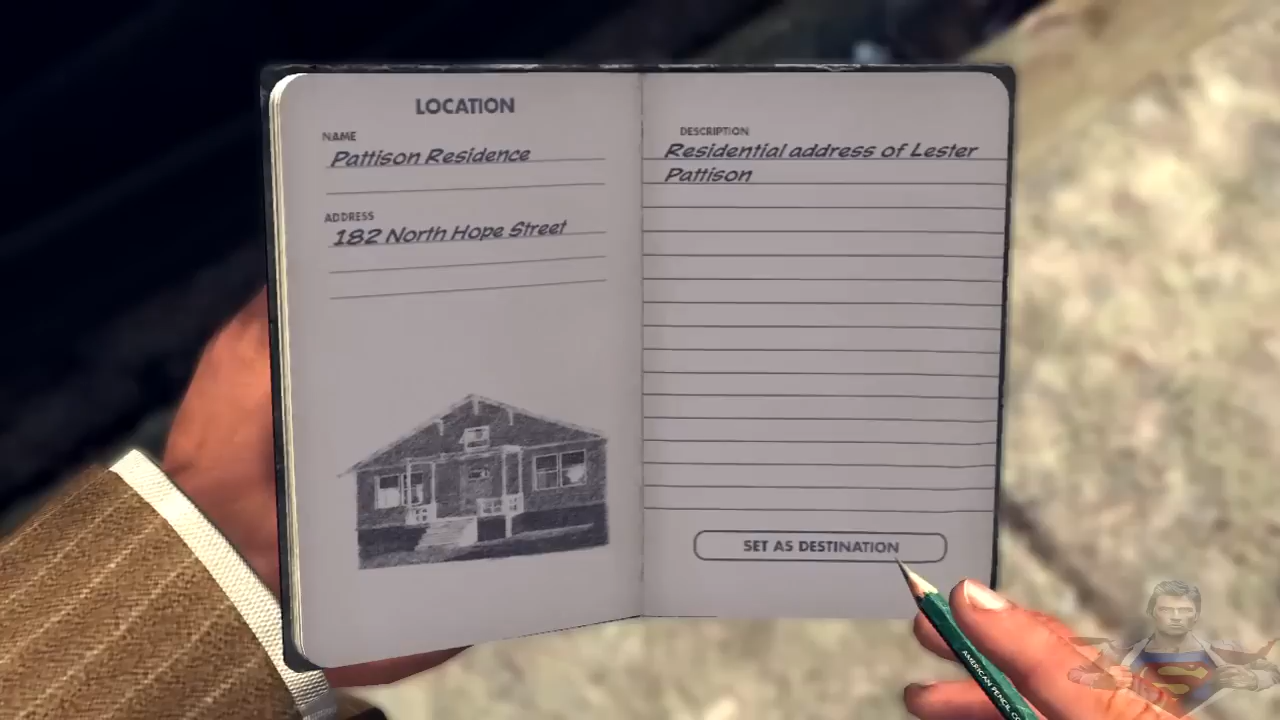 LOCATION
NAME
Pattison Residence
ADDRESS
182 North Hope Street
DESCRIPTION
Residential address of Lester
Pattison
SET AS DESTINATION
AMERICAN PENCIL CO